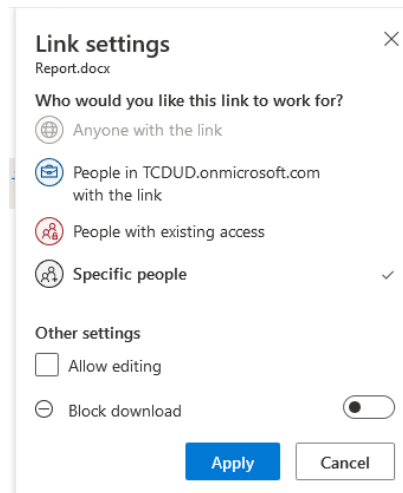 Link settings
Report.docx
Who would you like this link to work for?
Anyone with the link
People in TCDUD.onmicrosoft.com
with the link
People with existing access
Specific people
Other settings
Allow editing
Block download
Apply Cancel